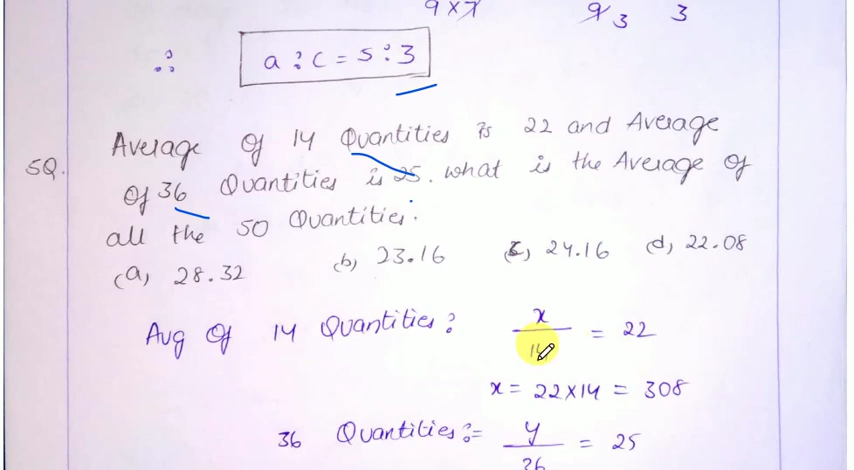 9 × 7 9 3 3
∴ a : c = 5 : 3
5Q. Average of 14 Quantities is 22 and Average
of 36 Quantities is 25. what is the Average of
all the 50 Quantities.
(a) 28.32 (b) 23.16 (c) 24.16 (d) 22.08
Avg of 14 Quantities : x/14 = 22
x = 22×14 = 308
36 Quantities := y/36 = 25